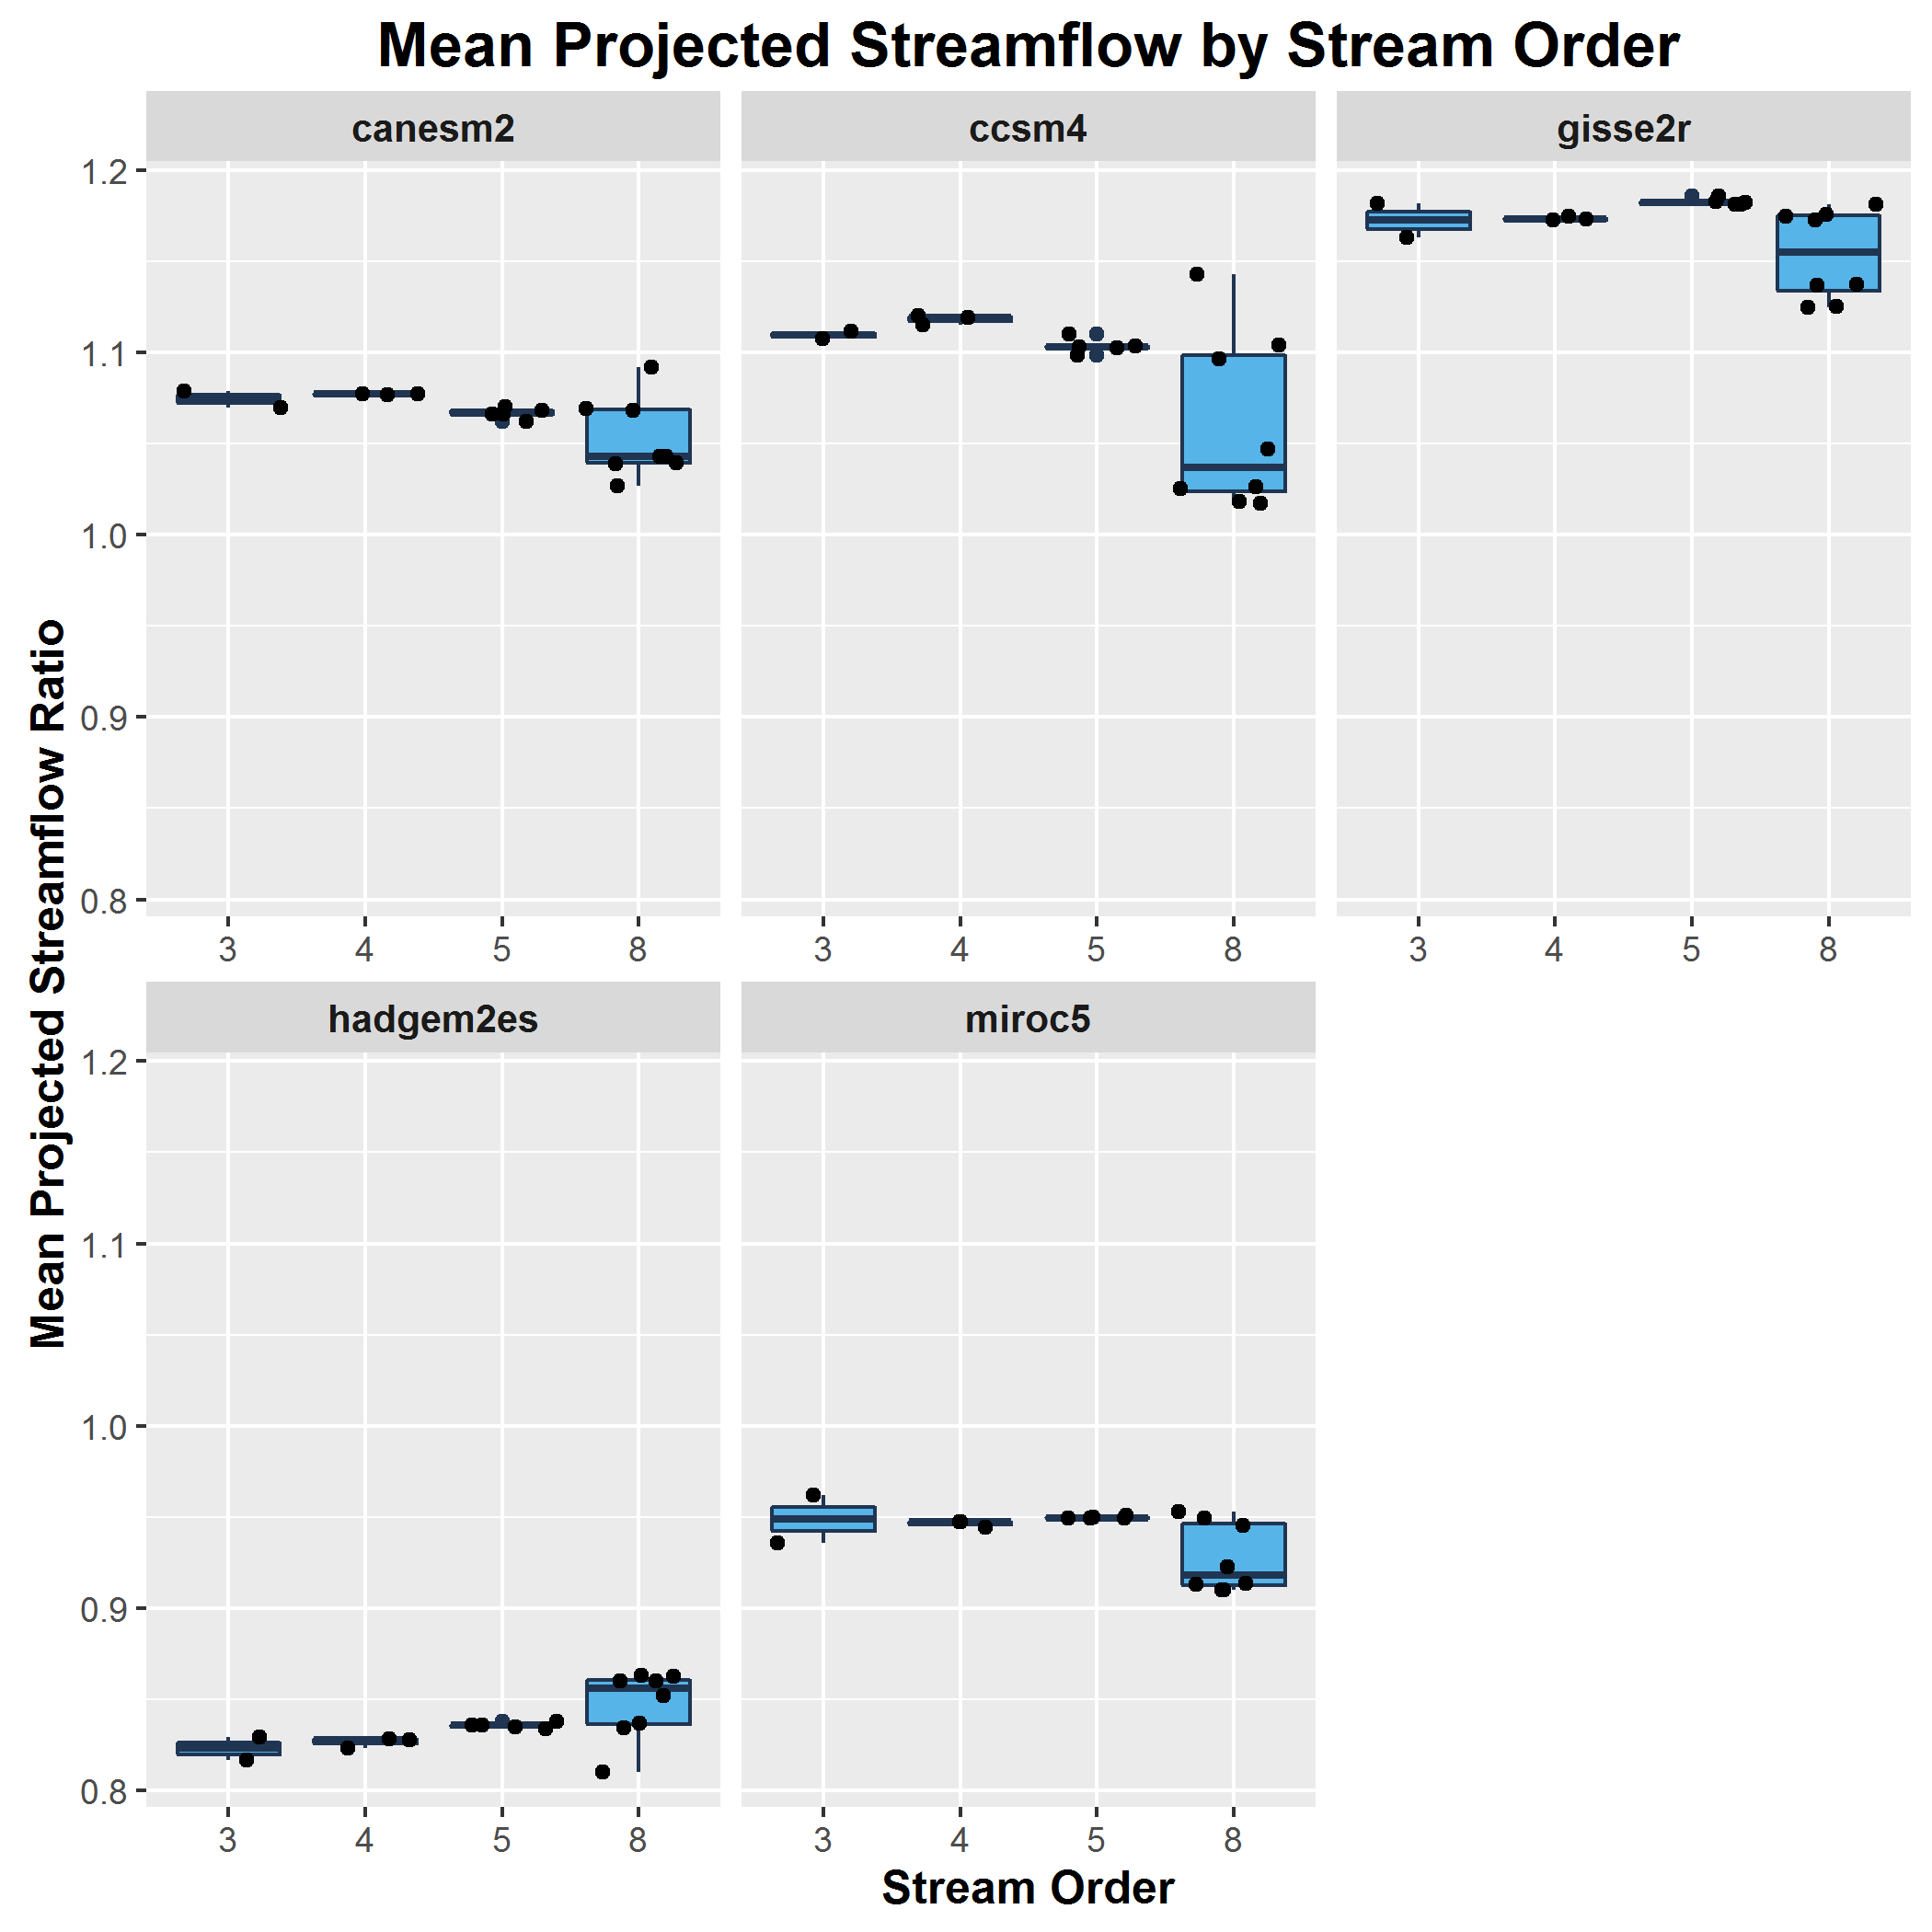 Mean Projected Streamflow by Stream Order
canesm2 ccsm4 gisse2r
1.2
1.1
1.0
0.9
0.8
3 4 5 8 3 4 5 8 3 4 5 8
Mean Projected Streamflow Ratio
hadgem2es miroc5
1.2
1.1
1.0
0.9
0.8
3 4 5 8 3 4 5 8
Stream Order